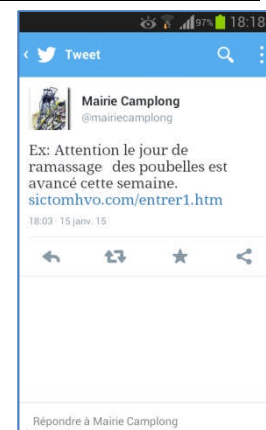 97% 18:18
Tweet
Mairie Camplong
@mairiecamplong
Ex: Attention le jour de
ramassage des poubelles est
avancé cette semaine.
sictomhvo.com/entrer1.htm
18:03 · 15 janv. 15
Répondre à Mairie Camplong